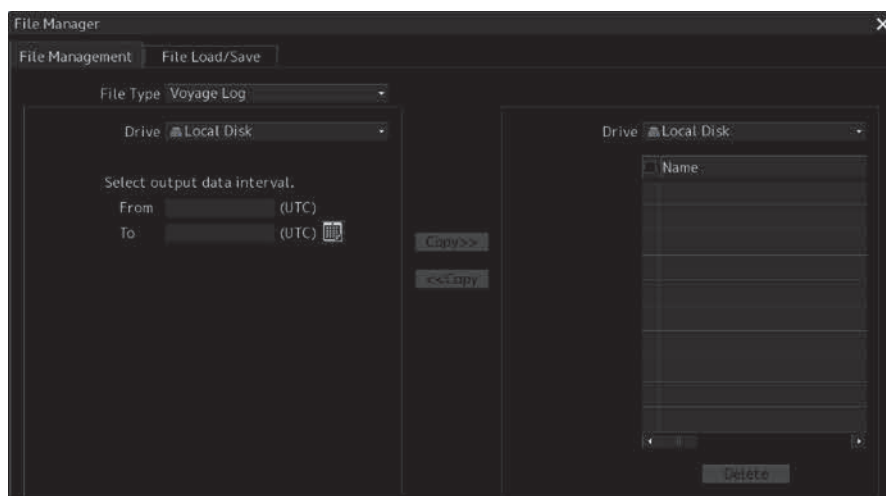 File Manager
File Management
File Load/Save
File Type Voyage Log
Drive Local Disk
Select output data interval.
From (UTC)
To (UTC)
Copy>>
<<Copy
Drive Local Disk
Name
Delete